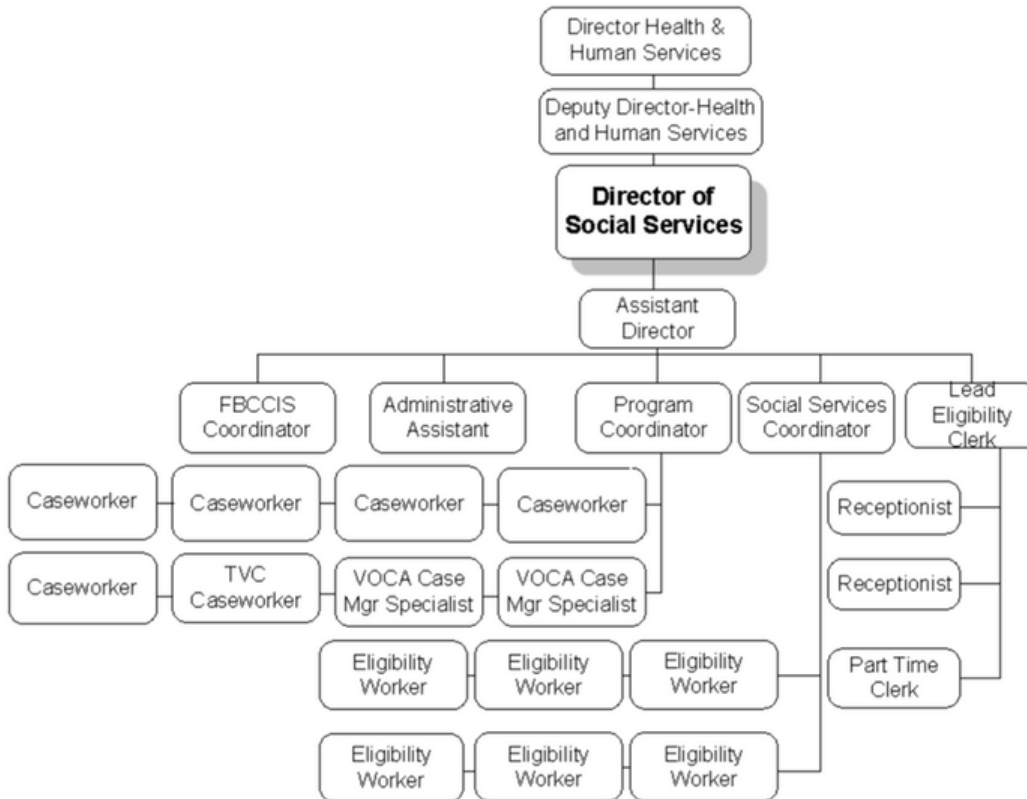 Director Health &
Human Services
Deputy Director-Health
and Human Services
Director of
Social Services
Assistant
Director
FBCCIS
Coordinator
Administrative
Assistant
Program
Coordinator
Social Services
Coordinator
Lead
Eligibility
Clerk
Caseworker
Caseworker
Caseworker
Caseworker
Receptionist
Caseworker
TVC
Caseworker
VOCA Case
Mgr Specialist
VOCA Case
Mgr Specialist
Receptionist
Eligibility
Worker
Eligibility
Worker
Eligibility
Worker
Part Time
Clerk
Eligibility
Worker
Eligibility
Worker
Eligibility
Worker